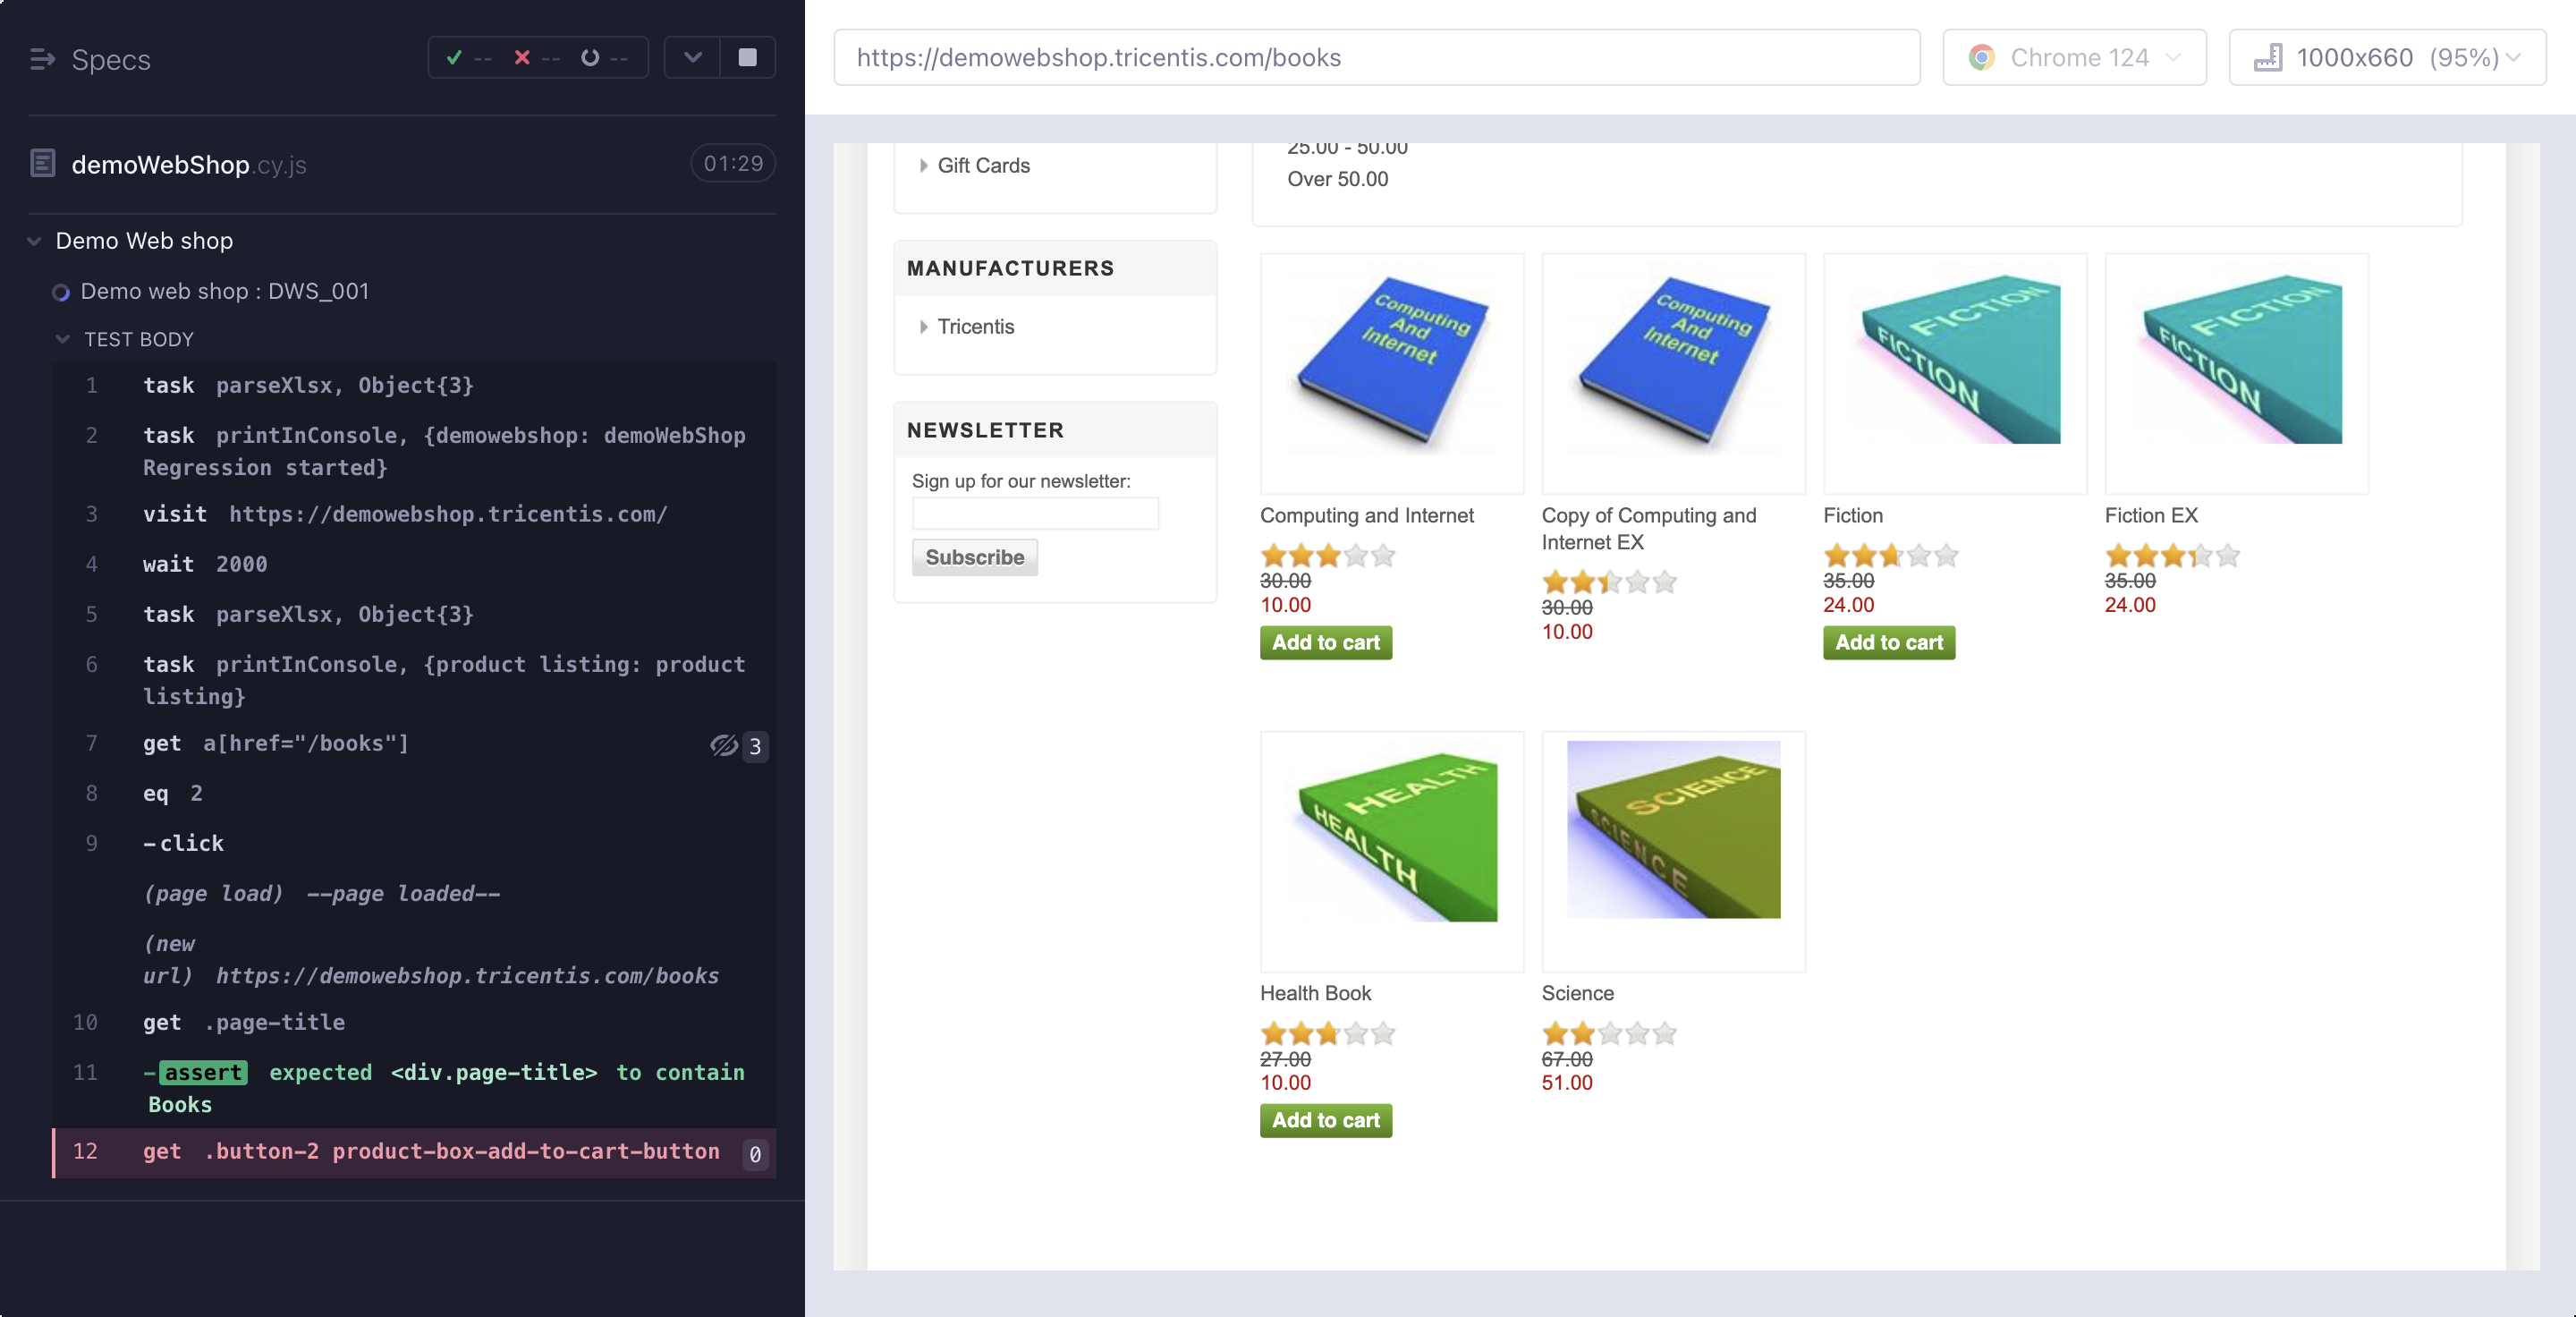 Specs
-- -- --
https://demowebshop.tricentis.com/books
Chrome 124
1000x660 (95%)
demoWebShop.cy.js
01:29
Demo Web shop
Demo web shop : DWS_001
TEST BODY
1 task parseXlsx, Object{3}
2 task printInConsole, {demowebshop: demoWebShop
Regression started}
3 visit https://demowebshop.tricentis.com/
4 wait 2000
5 task parseXlsx, Object{3}
6 task printInConsole, {product listing: product
listing}
7 get a[href="/books"] 3
8 eq 2
9 -click
(page load) --page loaded--
(new
url) https://demowebshop.tricentis.com/books
10 get .page-title
11 -assert expected <div.page-title> to contain
Books
12 get .button-2 product-box-add-to-cart-button 0
Gift Cards
MANUFACTURERS
Tricentis
NEWSLETTER
Sign up for our newsletter:
Subscribe
25.00 - 50.00
Over 50.00
Computing
And
Internet
Computing
And
Internet
FICTION
FICTION
FICTION
FICTION
Computing and Internet
30.00
10.00
Add to cart
Copy of Computing and
Internet EX
30.00
10.00
Fiction
35.00
24.00
Add to cart
Fiction EX
35.00
24.00
HEALTH
HEALTH
SCIENCE
SCIENCE
Health Book
27.00
10.00
Add to cart
Science
67.00
51.00